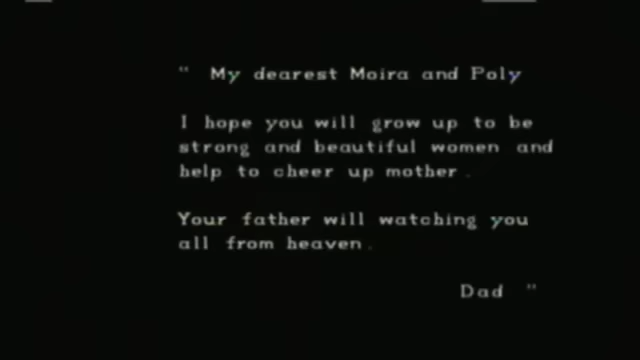 " My dearest Moira and Poly
I hope you will grow up to be
strong and beautiful women and
help to cheer up mother.
Your father will watching you
all from heaven.
Dad "